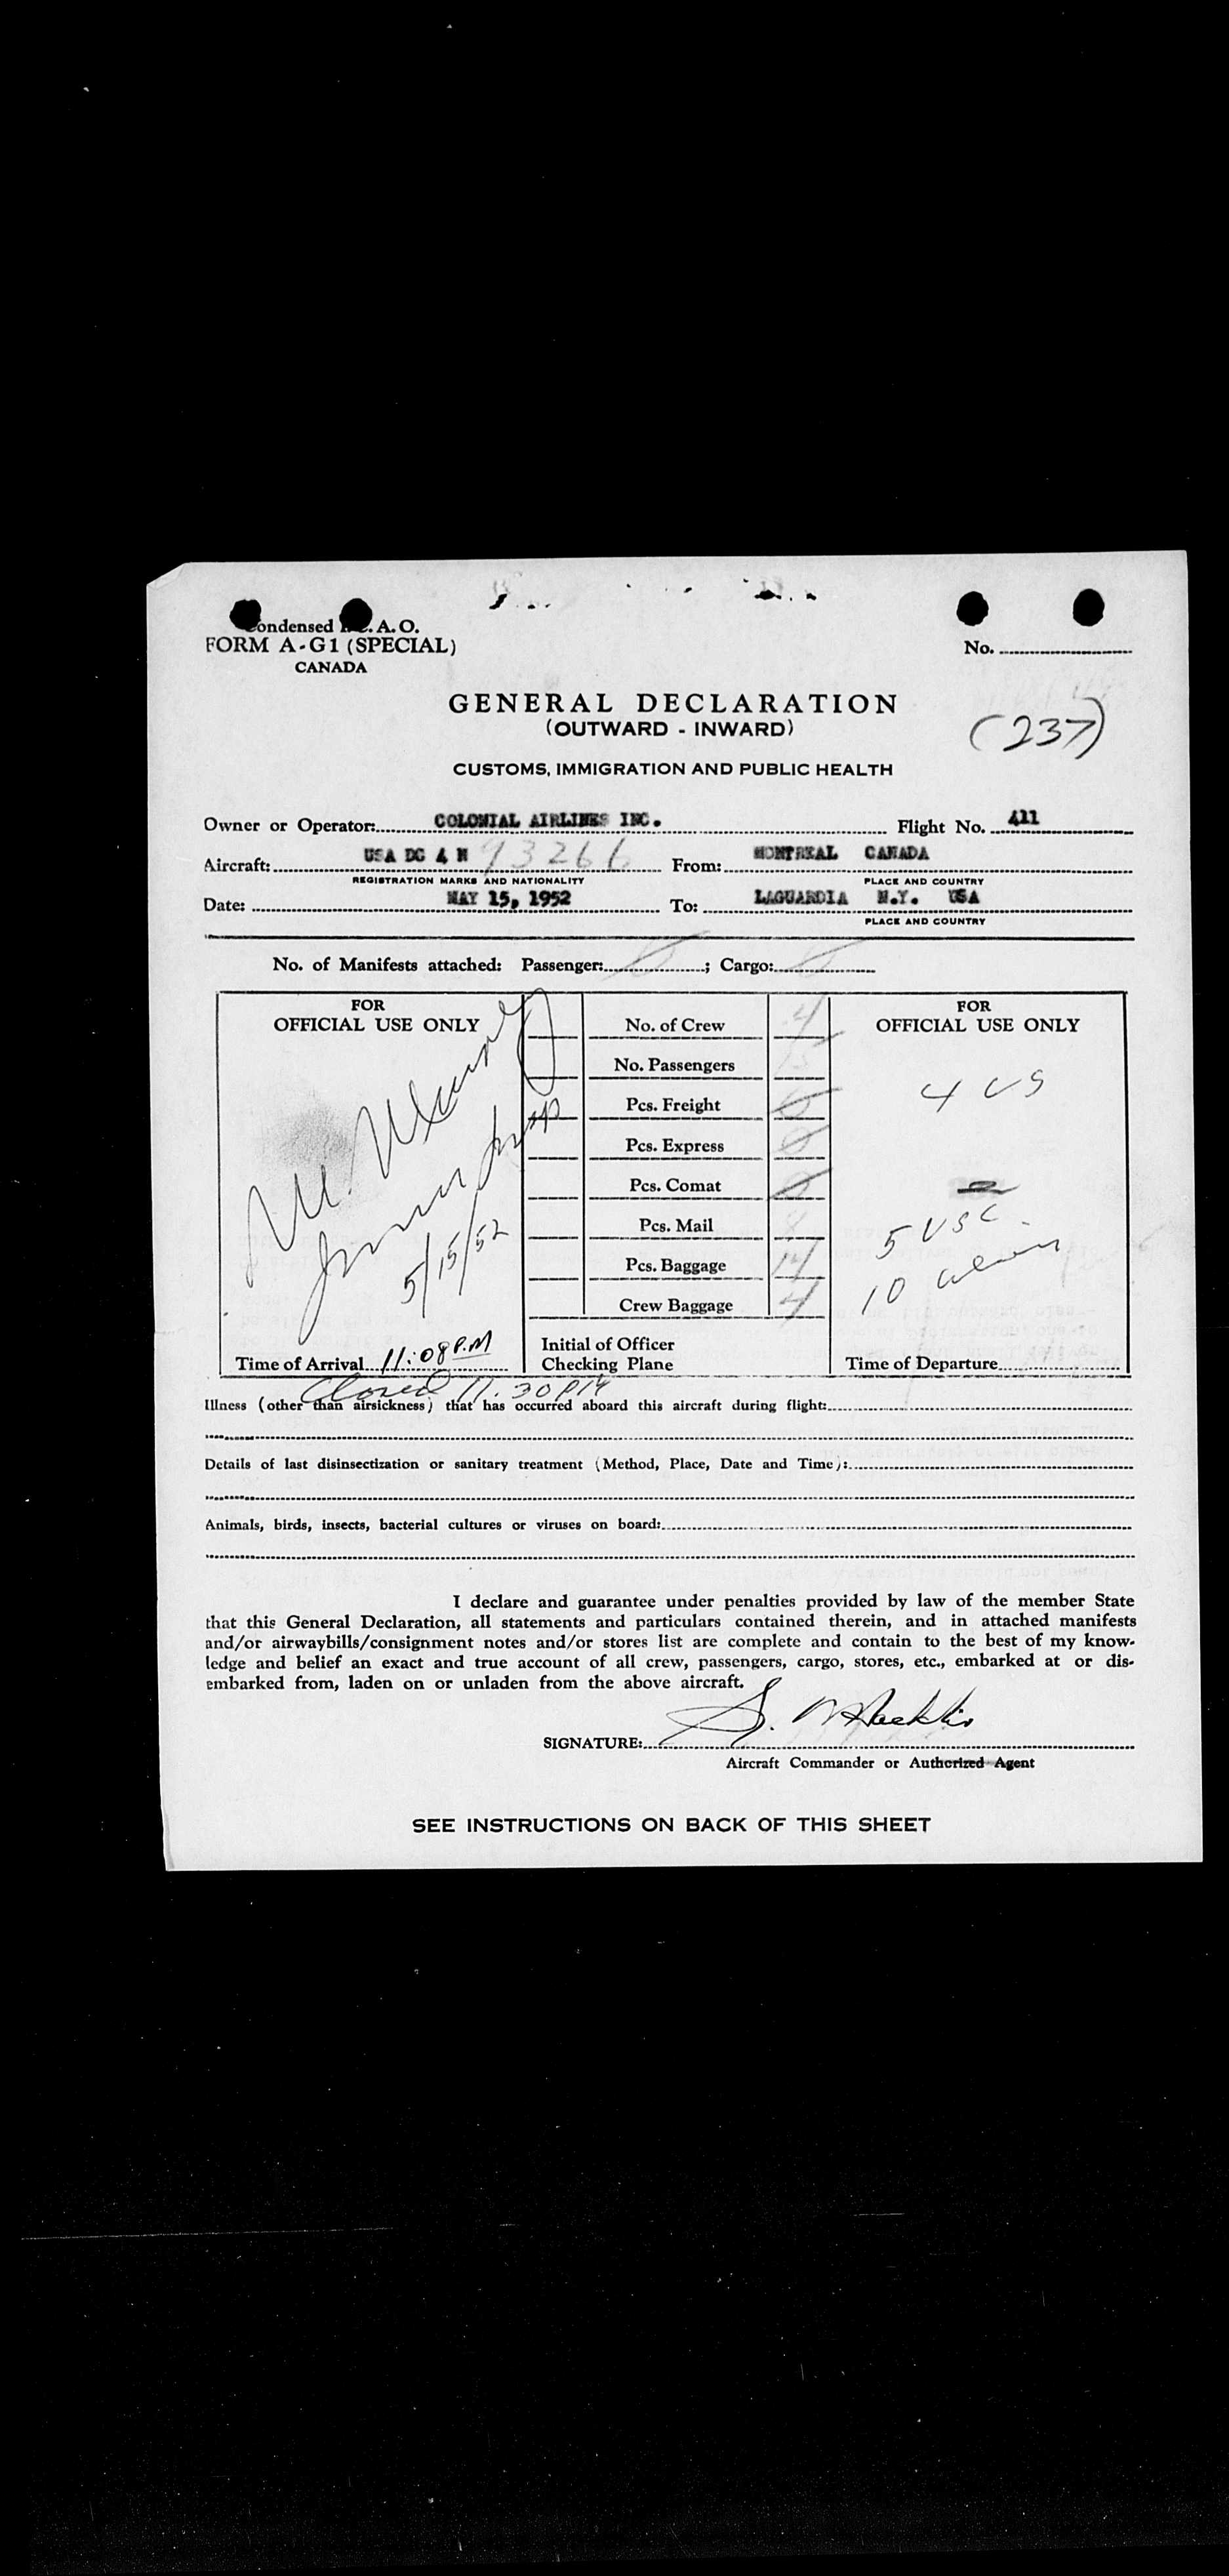 Condensed I.C.A.O.
FORM A-G1 (SPECIAL)
CANADA
No.
GENERAL DECLARATION
(OUTWARD - INWARD)
(237)
CUSTOMS, IMMIGRATION AND PUBLIC HEALTH
Owner or Operator: COLONIAL AIRLINES INC. Flight No. 411
Aircraft: USA DC 4 N 93266 From: MONTREAL CANADA
REGISTRATION MARKS AND NATIONALITY PLACE AND COUNTRY
Date: MAY 15, 1952 To: LAGUARDIA N.Y. USA
PLACE AND COUNTRY
No. of Manifests attached: Passenger: ; Cargo:
FOR OFFICIAL USE ONLY
5/15/52
Time of Arrival 11:08 P.M
Closed 11:30 PM
No. of Crew 4
No. Passengers 15
Pcs. Freight 0
Pcs. Express 0
Pcs. Comat 0
Pcs. Mail
Pcs. Baggage 14
Crew Baggage 4
Initial of Officer
Checking Plane
FOR
OFFICIAL USE ONLY
4 US
5 USC
10 alien
Time of Departure
Illness (other than airsickness) that has occurred aboard this aircraft during flight:
Details of last disinsectization or sanitary treatment (Method, Place, Date and Time):
Animals, birds, insects, bacterial cultures or viruses on board:
I declare and guarantee under penalties provided by law of the member State
that this General Declaration, all statements and particulars contained therein, and in attached manifests
and/or airwaybills/consignment notes and/or stores list are complete and contain to the best of my know-
ledge and belief an exact and true account of all crew, passengers, cargo, stores, etc., embarked at or dis-
embarked from, laden on or unladen from the above aircraft.
SIGNATURE:
Aircraft Commander or Authorized Agent
SEE INSTRUCTIONS ON BACK OF THIS SHEET